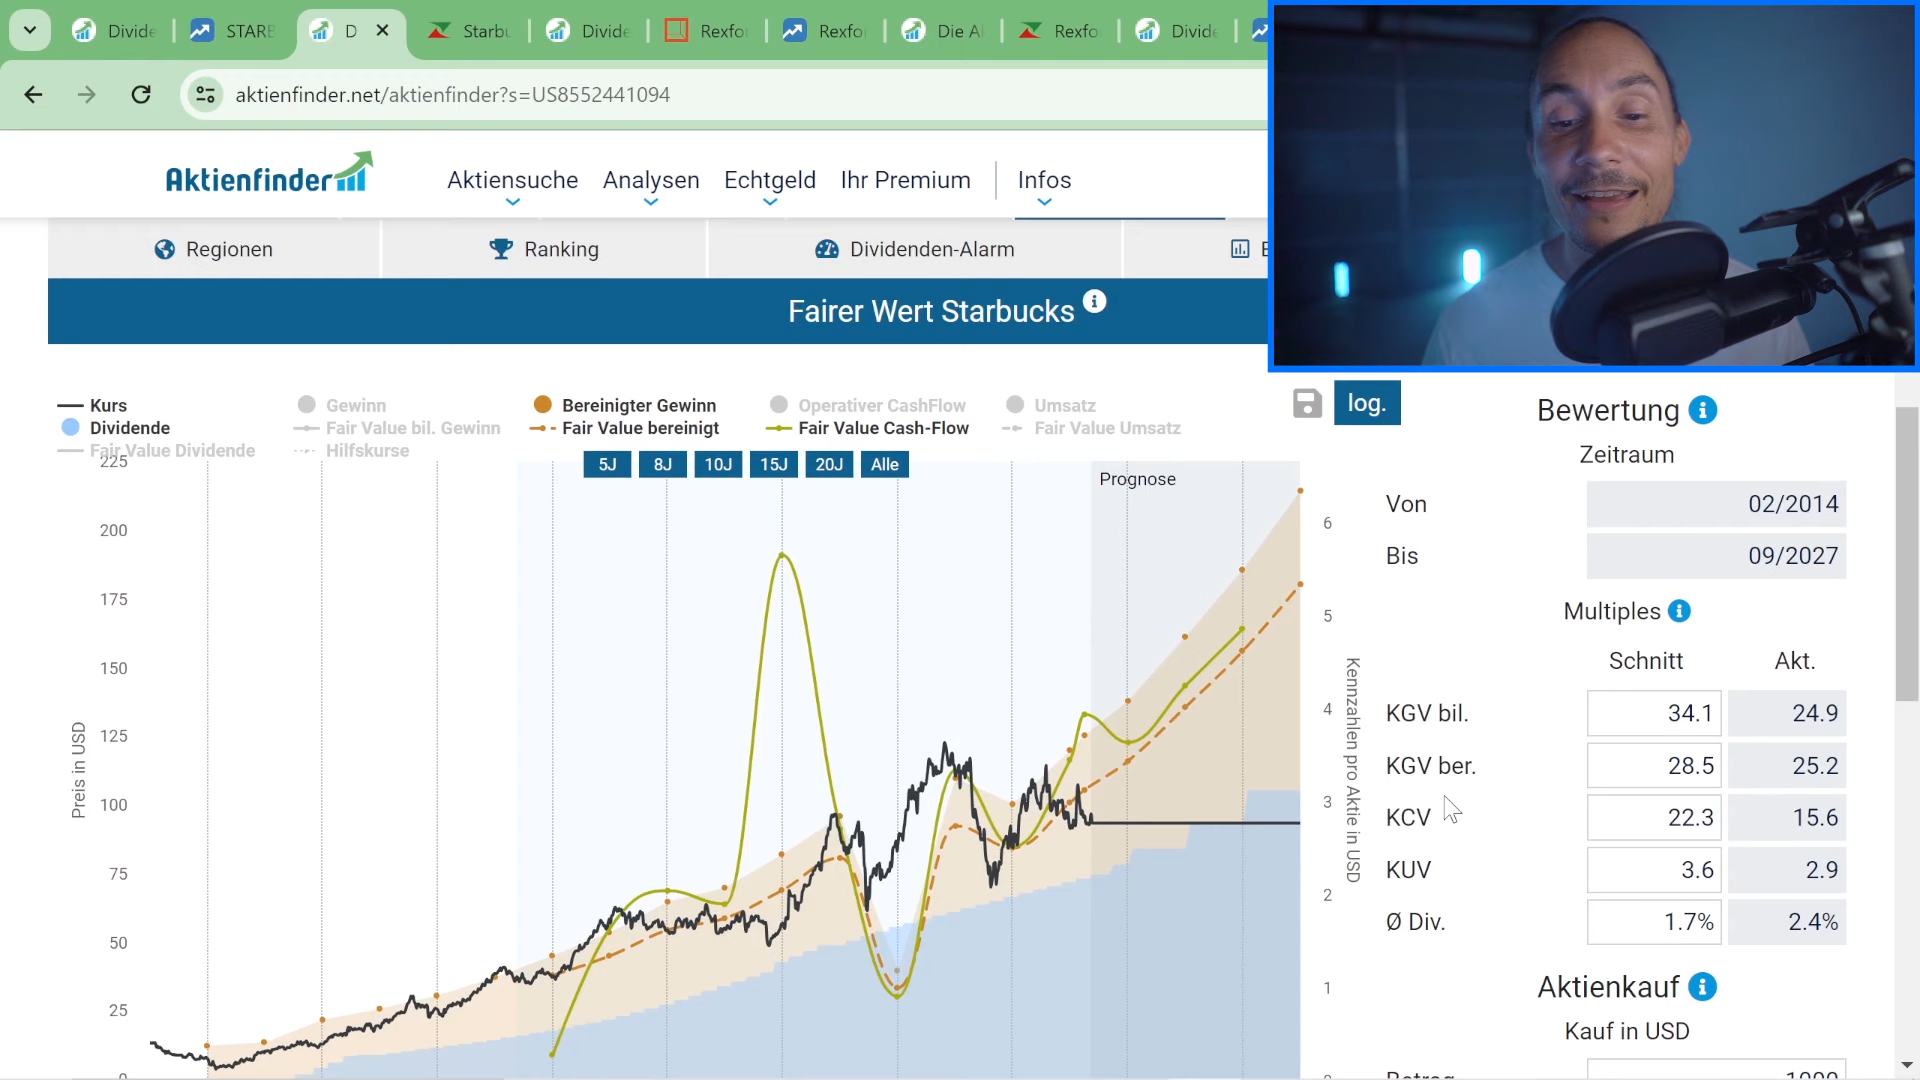 Divide
STARB
D
Starbu
Divide
Rexfo
Rexfo
Die A
Rexfo
Divide
aktienfinder.net/aktienfinder?s=US8552441094
Aktienfinder
Aktiensuche
Analysen
Echtgeld
Ihr Premium
Infos
Regionen
Ranking
Dividenden-Alarm
Fairer Wert Starbucks
Kurs
Gewinn
Bereinigter Gewinn
Operativer CashFlow
Umsatz
Dividende
Fair Value bil. Gewinn
Fair Value bereinigt
Fair Value Cash-Flow
Fair Value Umsatz
Fair Value Dividende
Hilfskurse
log.
5J
8J
10J
15J
20J
Alle
Prognose
225
200
175
150
125
100
75
50
25
0
Preis in USD
6
5
4
3
2
1
Kennzahlen pro Aktie in USD
Bewertung
Zeitraum
Von 02/2014
Bis 09/2027
Multiples
Schnitt Akt.
KGV bil. 34.1 24.9
KGV ber. 28.5 25.2
KCV 22.3 15.6
KUV 3.6 2.9
Ø Div. 1.7% 2.4%
Aktienkauf
Kauf in USD
Betrag 1000